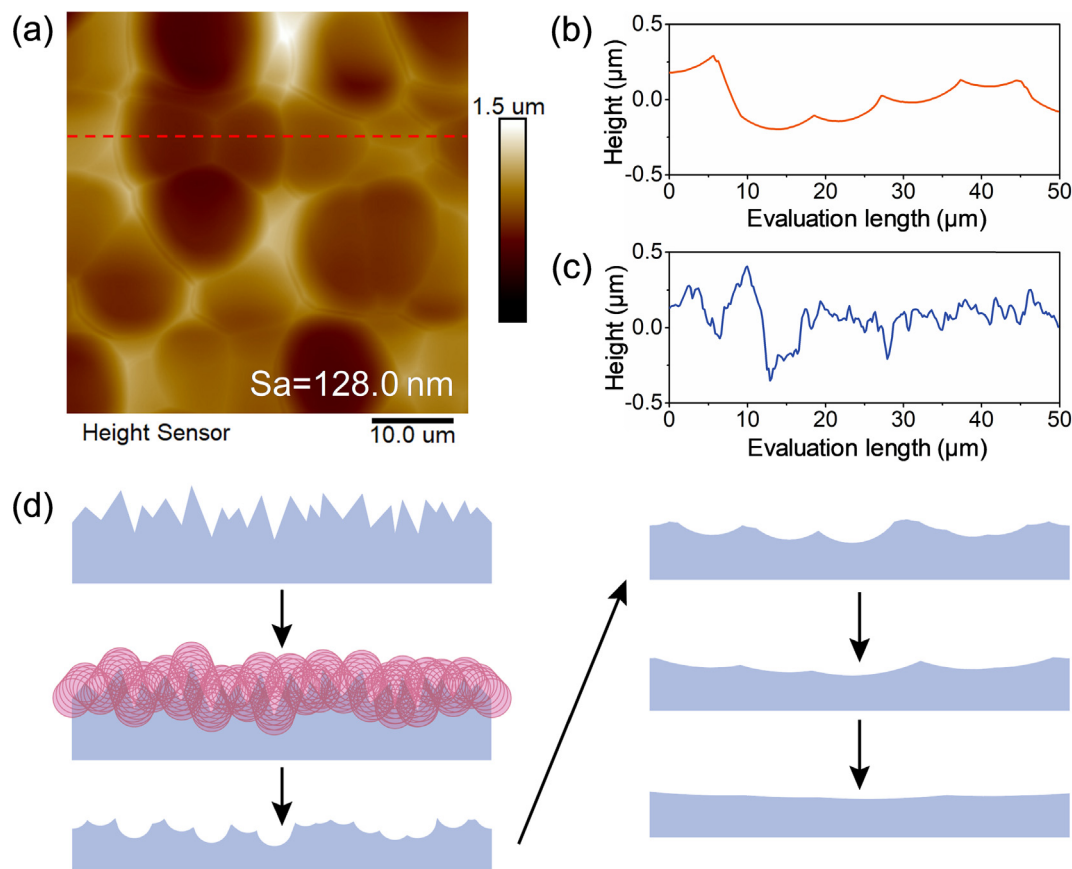 (a)
1.5 um
Sa=128.0 nm
Height Sensor
10.0 um
(b)
0.5
0.0
-0.5
Height (µm)
0
10
20
30
40
50
Evaluation length (µm)
(c)
0.5
0.0
-0.5
Height (µm)
0
10
20
30
40
50
Evaluation length (µm)
(d)